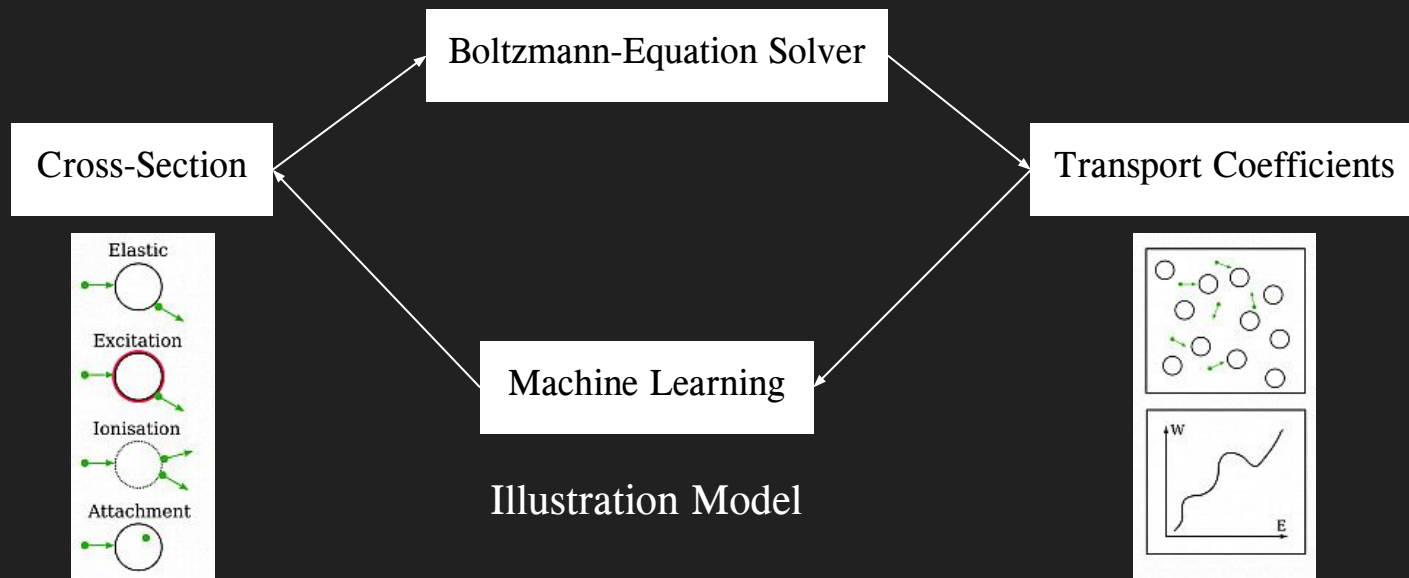 Boltzmann-Equation Solver
Cross-Section
Transport Coefficients
Elastic
Excitation
Ionisation
Attachment
Machine Learning
Illustration Model
W
E